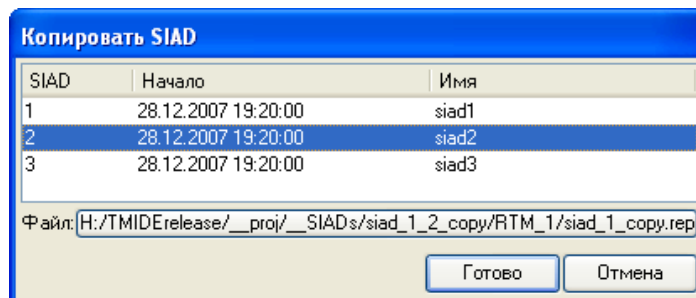 Копировать SIAD
SIAD Начало Имя
1 28.12.2007 19:20:00 siad1
2 28.12.2007 19:20:00 siad2
3 28.12.2007 19:20:00 siad3
Файл: H:/TMIDErelease/__proj/__SIADs/siad_1_2_copy/RTM_1/siad_1_copy.rep
Готово Отмена